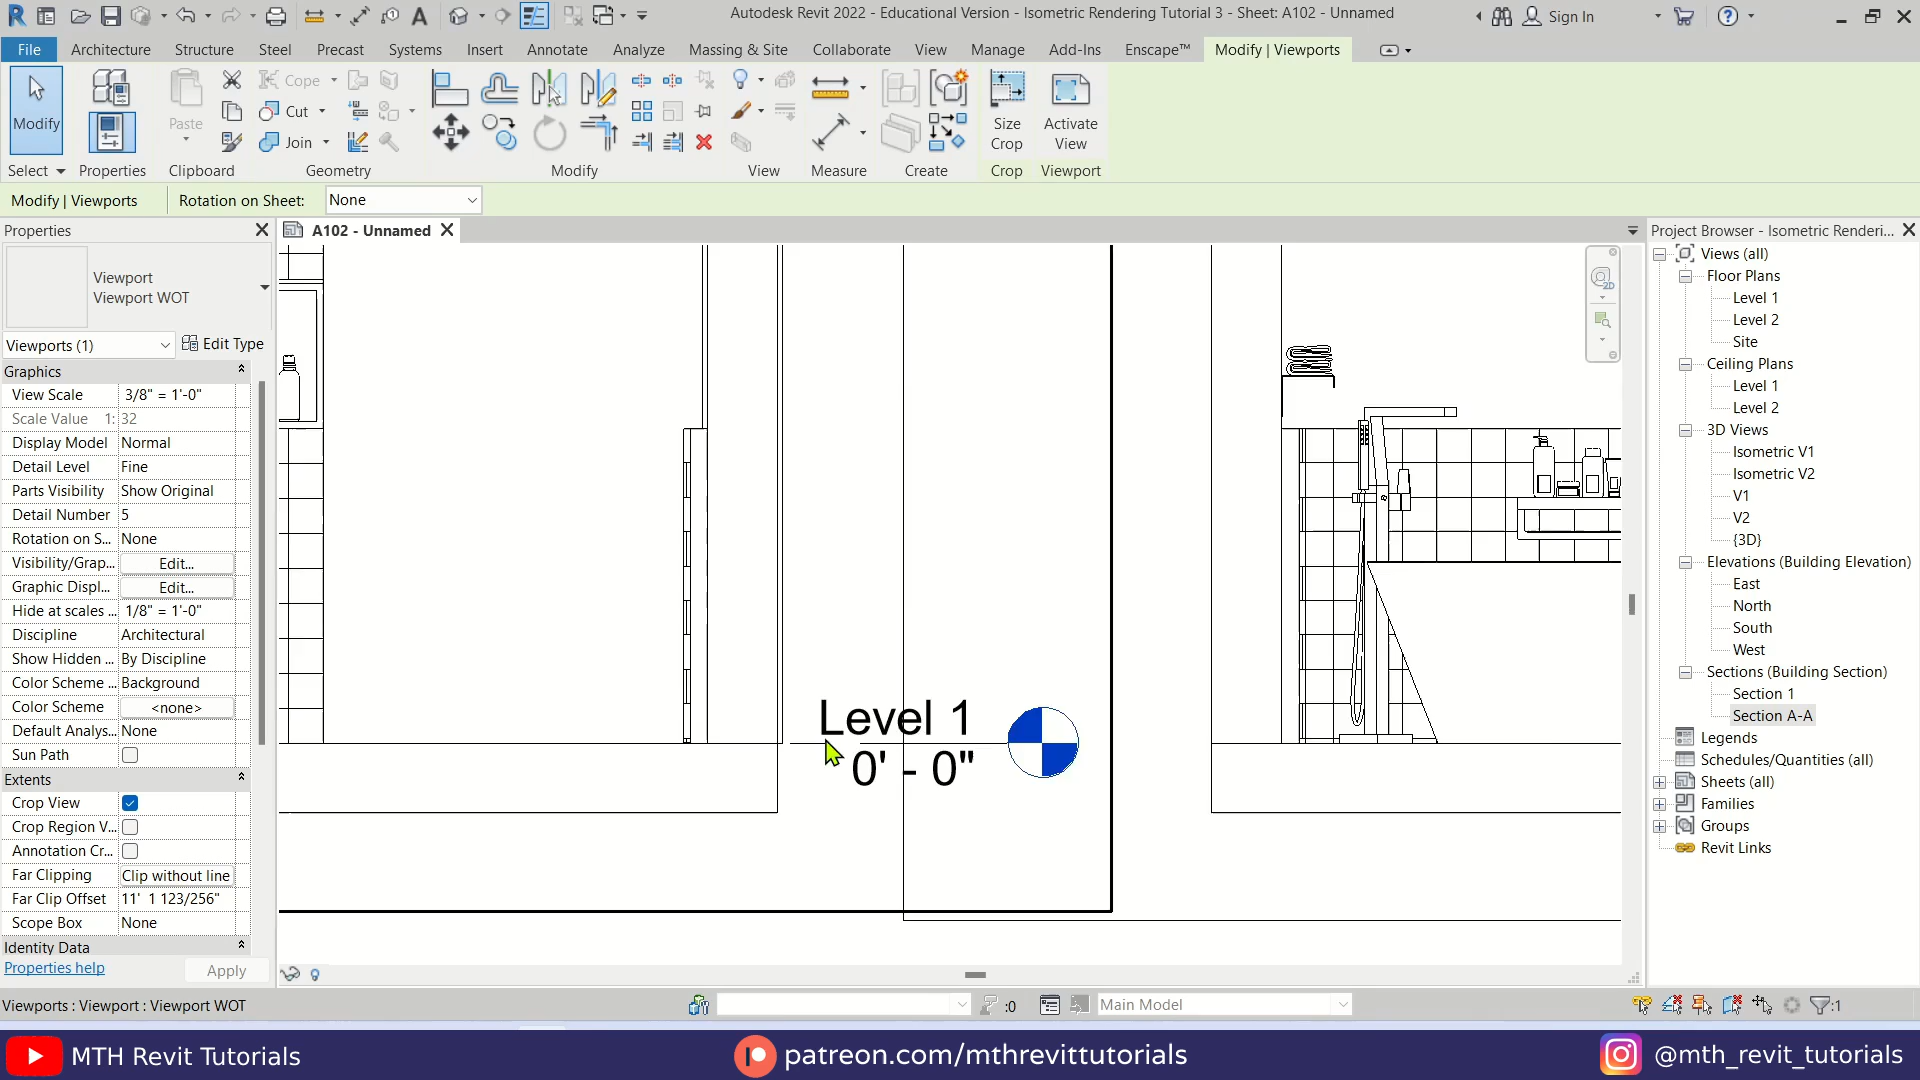 Autodesk Revit 2022 - Educational Version - Isometric Rendering Tutorial 3 - Sheet: A102 - Unnamed
Sign In
File Architecture Structure Steel Precast Systems Insert Annotate Analyze Massing & Site Collaborate View Manage Add-Ins Enscape™ Modify | Viewports
Modify
Paste
Cope
Cut
Join
Size Crop
Activate View
Select Properties Clipboard Geometry Modify View Measure Create Crop Viewport
Modify | Viewports Rotation on Sheet: None
Properties
Viewport
Viewport WOT
Viewports (1) Edit Type
Graphics
View Scale 3/8" = 1'-0"
Scale Value 1: 32
Display Model Normal
Detail Level Fine
Parts Visibility Show Original
Detail Number 5
Rotation on S... None
Visibility/Grap... Edit...
Graphic Displ... Edit...
Hide at scales ... 1/8" = 1'-0"
Discipline Architectural
Show Hidden ... By Discipline
Color Scheme ... Background
Color Scheme <none>
Default Analys... None
Sun Path
Extents
Crop View
Crop Region V...
Annotation Cr...
Far Clipping Clip without line
Far Clip Offset 11' 1 123/256"
Scope Box None
Identity Data
Properties help Apply
A102 - Unnamed
Level 1
0' - 0"
2D
Project Browser - Isometric Renderi...
Views (all)
Floor Plans
Level 1
Level 2
Site
Ceiling Plans
Level 1
Level 2
3D Views
Isometric V1
Isometric V2
V1
V2
{3D}
Elevations (Building Elevation)
East
North
South
West
Sections (Building Section)
Section 1
Section A-A
Legends
Schedules/Quantities (all)
Sheets (all)
Families
Groups
Revit Links
Viewports : Viewport : Viewport WOT
:0
Main Model
:1
MTH Revit Tutorials
patreon.com/mthrevittutorials
@mth_revit_tutorials